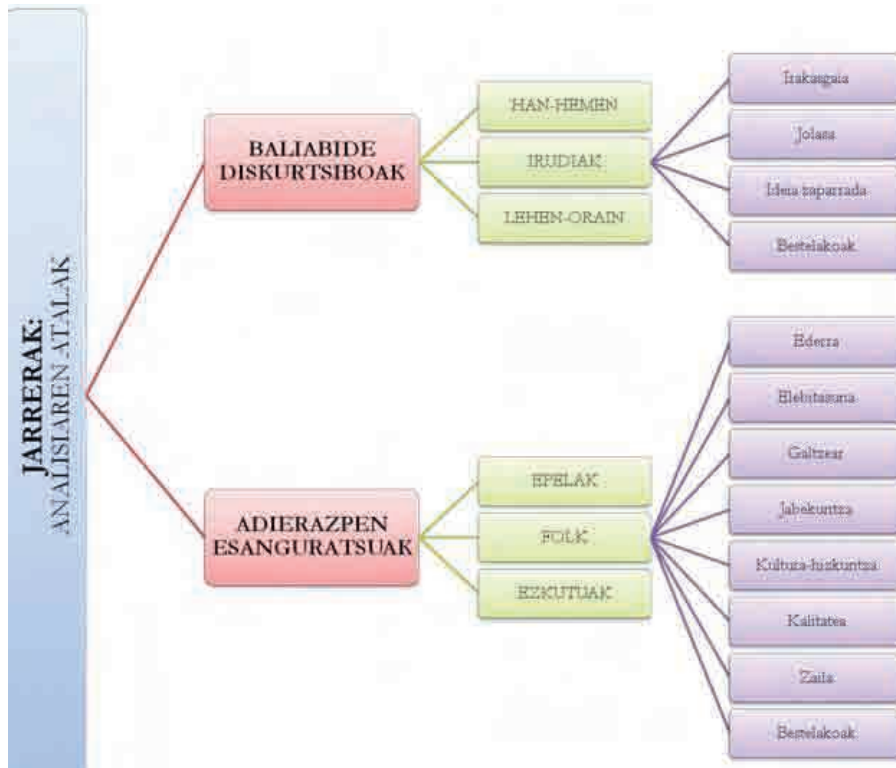 JARRERAK:
ANALISIAREN ATALAK
BALIABIDE
DISKURTSIBOAK
HAN-HEMEN
IRUDIAK
LEHEN-ORAIN
Irakasgaia
Jolasa
Ideia zaparrada
Bestelakoak
ADIERAZPEN
ESANGURATSUAK
EPELAK
FOLK
EZKUTUAK
Ederra
Elebitasuna
Galtzear
Jabekuntza
Kultura-hizkuntza
Kalitatea
Zaila
Bestelakoak